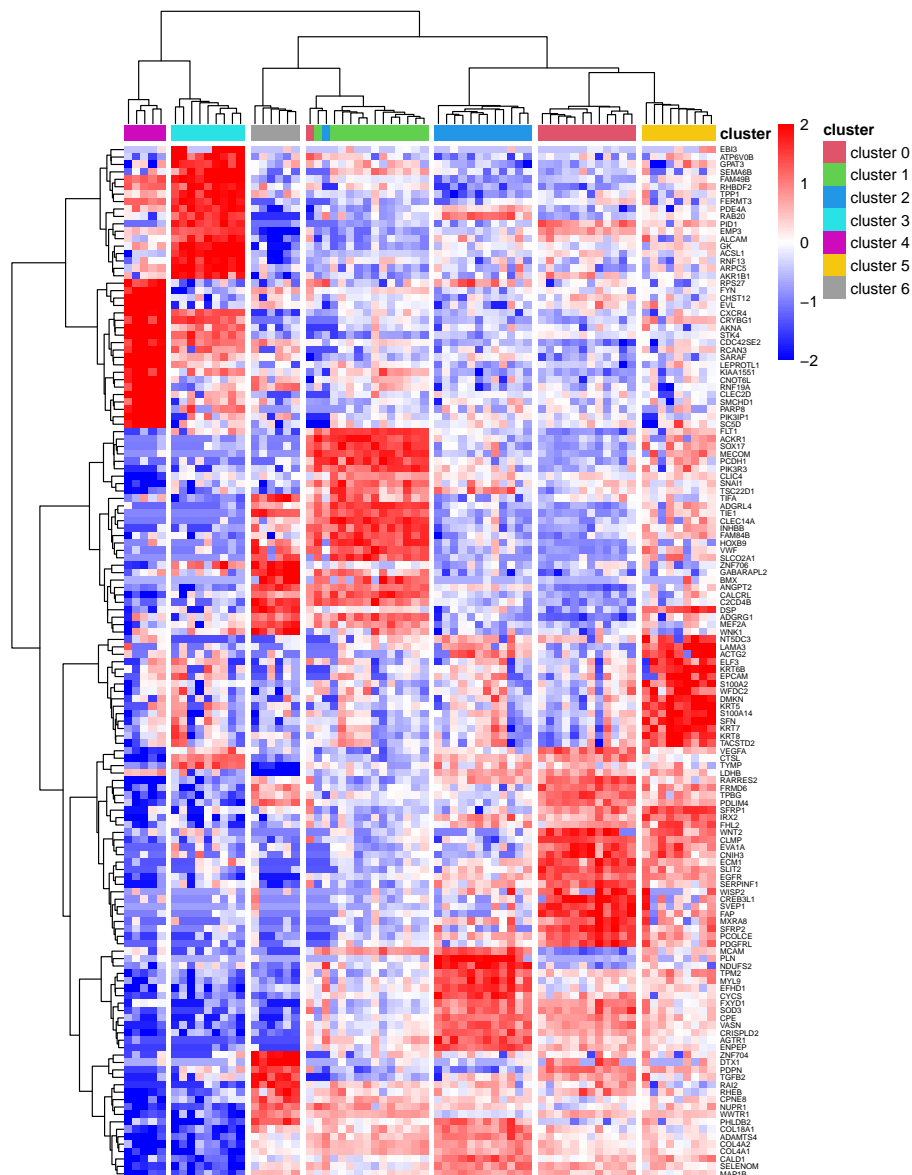 cluster
2
1
0
−1
−2
cluster
cluster 0
cluster 1
cluster 2
cluster 3
cluster 4
cluster 5
cluster 6
EBI3
ATP6V0B
GPAT3
SEMA6B
FAM49B
RHBDF2
TPP1
FERMT3
PDE4A
RAB20
PID1
EMP3
ALCAM
GK
ACSL1
RNF13
ARPC5
AKR1B1
RPS27
FYN
CHST12
EVL
CXCR4
CRYBG1
AKNA
STK4
CDC42SE2
RCAN3
SARAF
LEPROTL1
KIAA1551
CNOT6L
RNF19A
CLEC2D
SMCHD1
PARP8
PIK3IP1
SC5D
FLT1
ACKR1
SOX17
MECOM
PCDH1
PIK3R3
CLIC4
SNAI1
TSC22D1
TIFA
ADGRL4
TIE1
CLEC14A
INHBB
FAM84B
HOXB9
VWF
SLCO2A1
ZNF706
GABARAPL2
BMX
ANGPT2
CALCRL
C2CD4B
DSP
ADGRG1
MEF2A
WNK1
NT5DC3
LAMA3
ACTG2
ELF3
KRT6B
EPCAM
S100A2
WFDC2
DMKN
KRT5
S100A14
SFN
KRT7
KRT8
TACSTD2
VEGFA
CTSL
TYMP
LDHB
RARRES2
FRMD6
TPBG
PDLIM4
SFRP1
IRX2
FHL2
WNT2
CLMP
EVA1A
CNIH3
ECM1
SLIT2
EGFR
SERPINF1
WISP2
CREB3L1
SVEP1
FAP
MXRA8
SFRP2
PCOLCE
PDGFRL
MCAM
PLN
NDUFS2
TPM2
MYL9
EFHD1
CYCS
FXYD1
SOD3
CPE
VASN
CRISPLD2
AGTR1
ENPEP
ZNF704
DTX1
PDPN
TGFB2
RAI2
RHEB
CPNE8
NUPR1
WWTR1
PHLDB2
COL18A1
ADAMTS4
COL4A2
COL4A1
CALD1
SELENOM
MAP1B